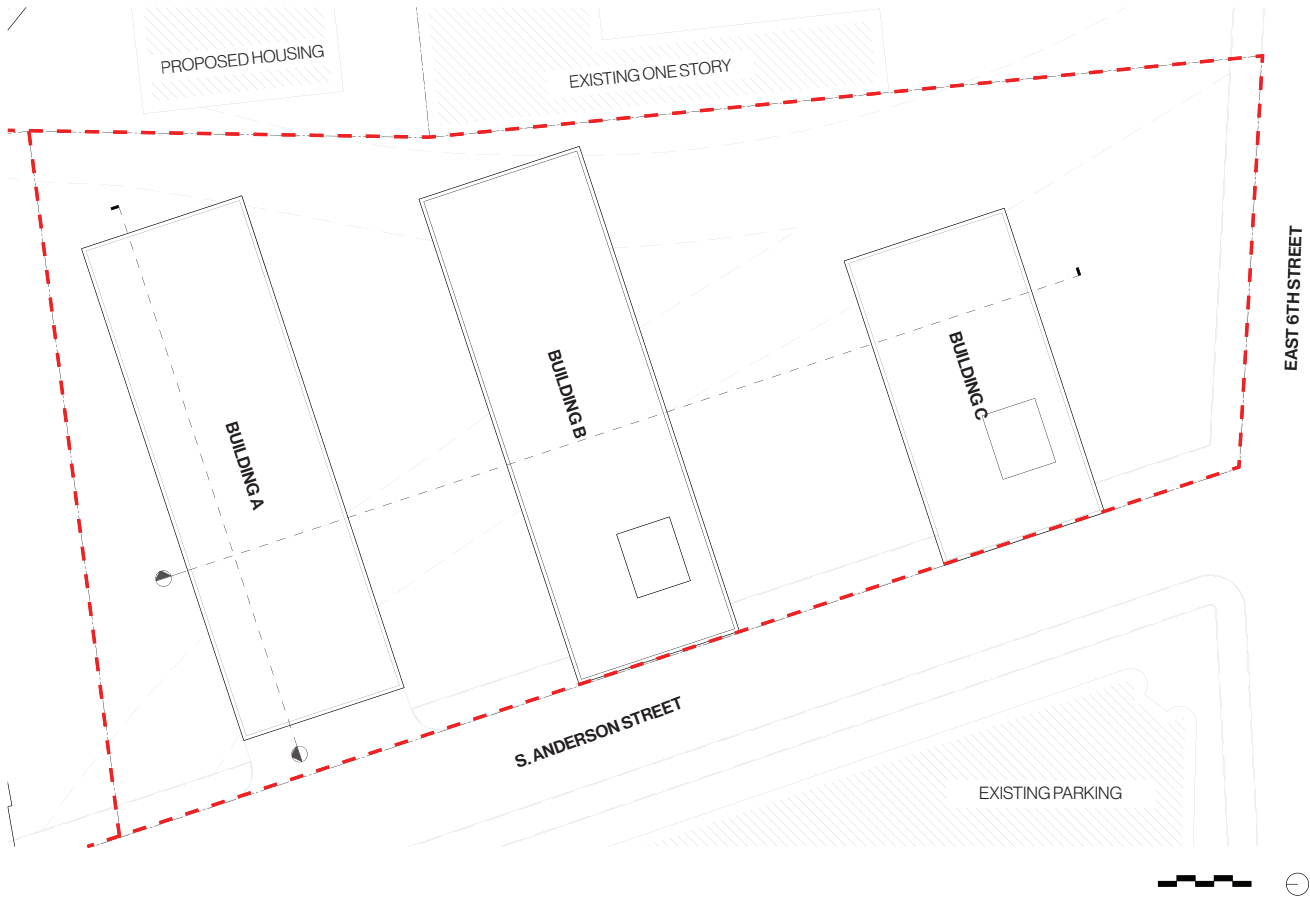 PROPOSED HOUSING
EXISTING ONE STORY
EAST 6TH STREET
BUILDING A
BUILDING B
BUILDING C
S. ANDERSON STREET
EXISTING PARKING